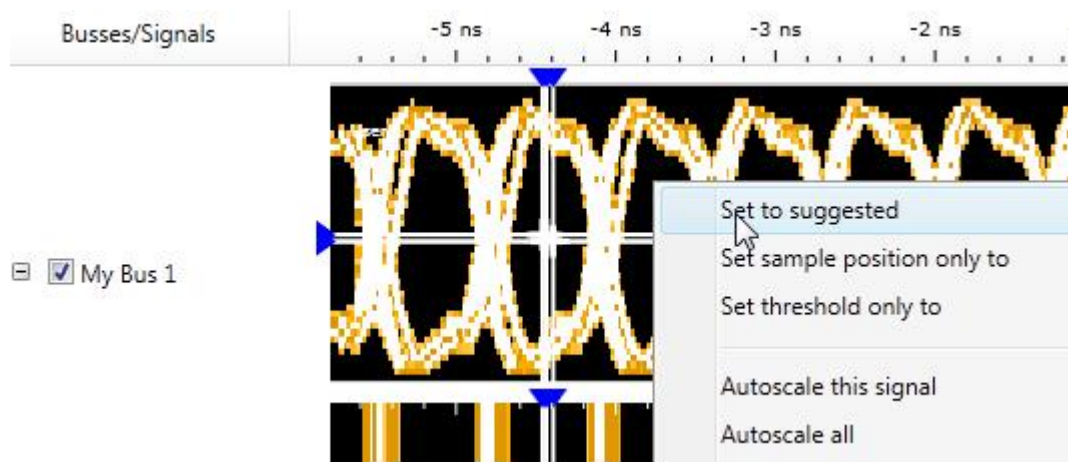 Busses/Signals
-5 ns -4 ns -3 ns -2 ns
Set to suggested
Set sample position only to
My Bus 1
Set threshold only to
Autoscale this signal
Autoscale all